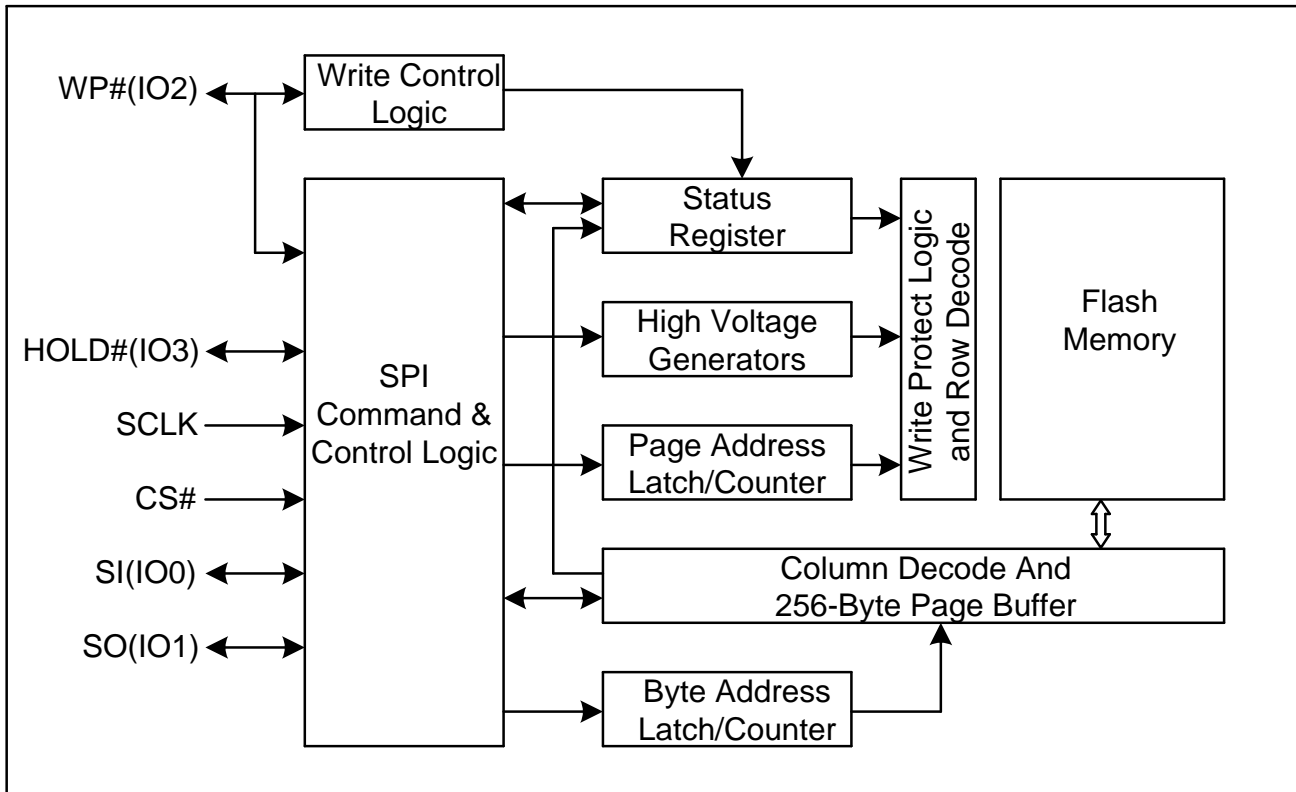 WP#(IO2)
Write Control
Logic
HOLD#(IO3)
SCLK
CS#
SI(IO0)
SO(IO1)
SPI
Command &
Control Logic
Status
Register
High Voltage
Generators
Page Address
Latch/Counter
Write Protect Logic
and Row Decode
Flash
Memory
Column Decode And
256-Byte Page Buffer
Byte Address
Latch/Counter